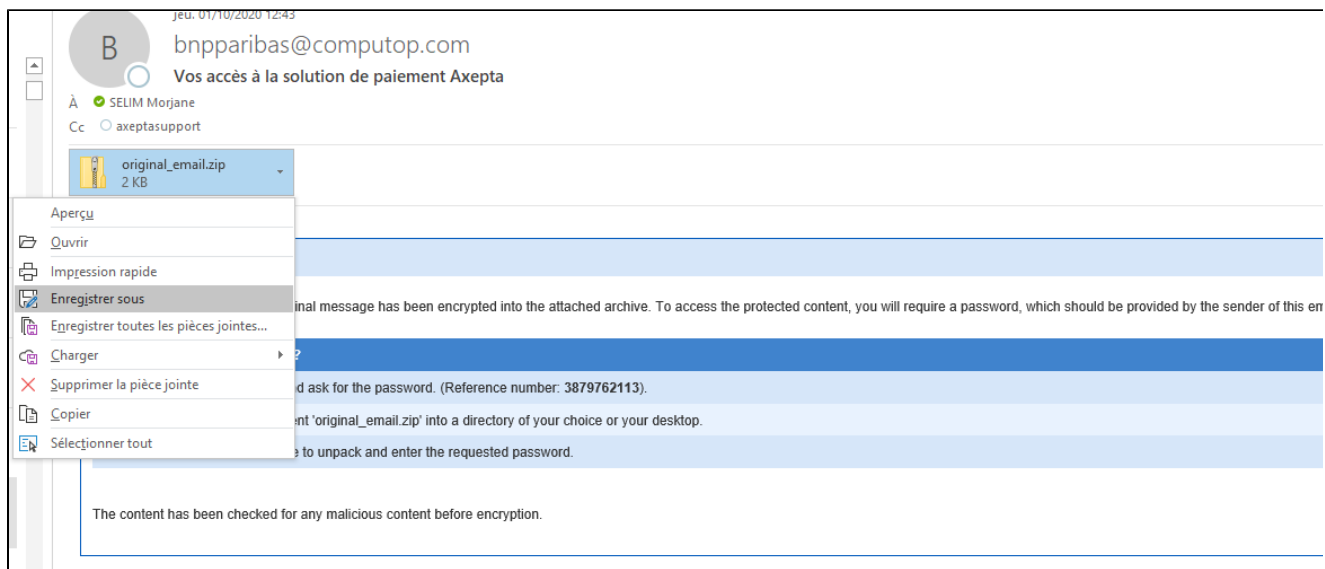 jeu. 01/10/2020 12:43
B
bnpparibas@computop.com
Vos accès à la solution de paiement Axepta
À SELIM Morjane
Cc axeptasupport
original_email.zip
2 KB
Aperçu
Ouvrir
Impression rapide
Enregistrer sous
inal message has been encrypted into the attached archive. To access the protected content, you will require a password, which should be provided by the sender of this em
Enregistrer toutes les pièces jointes...
Charger
?
Supprimer la pièce jointe
d ask for the password. (Reference number: 3879762113).
Copier
nt 'original_email.zip' into a directory of your choice or your desktop.
Sélectionner tout
e to unpack and enter the requested password.
The content has been checked for any malicious content before encryption.